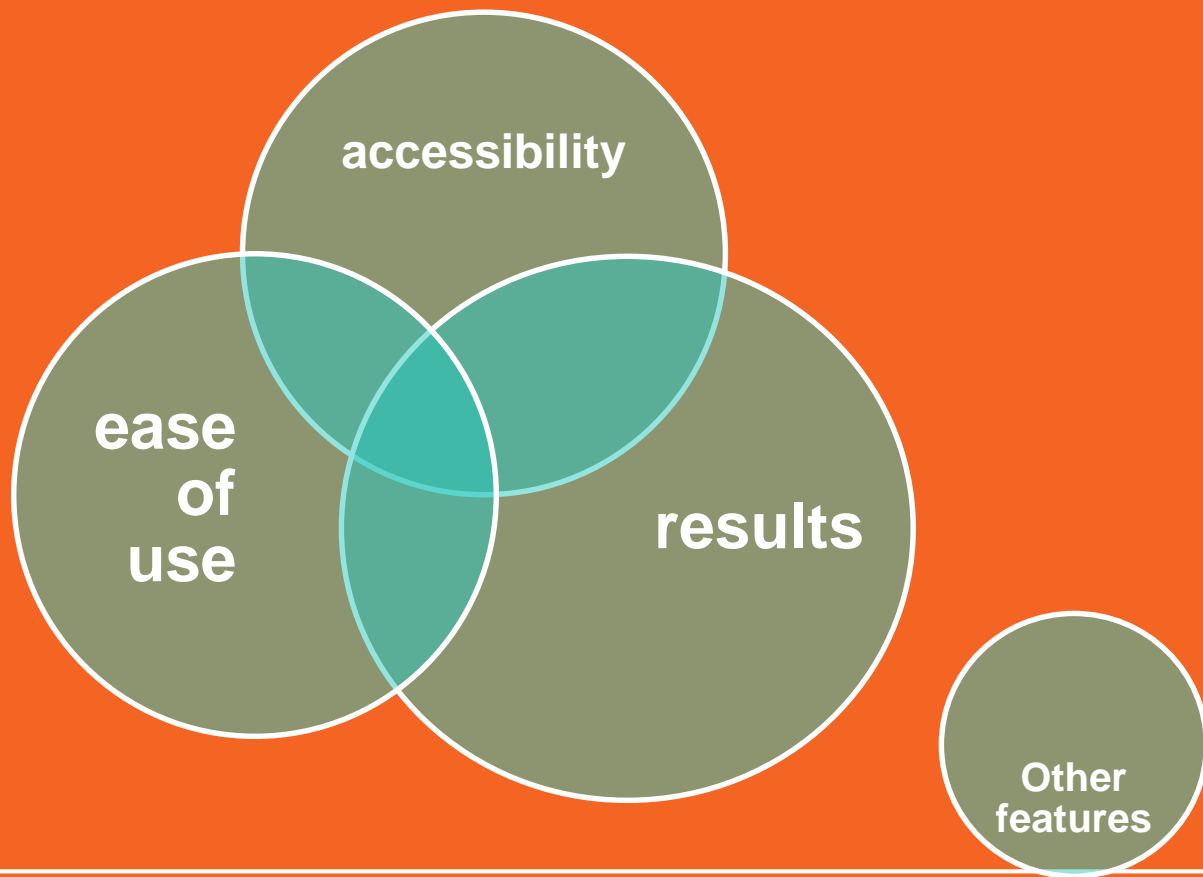 accessibility
ease
of
use
results
Other
features